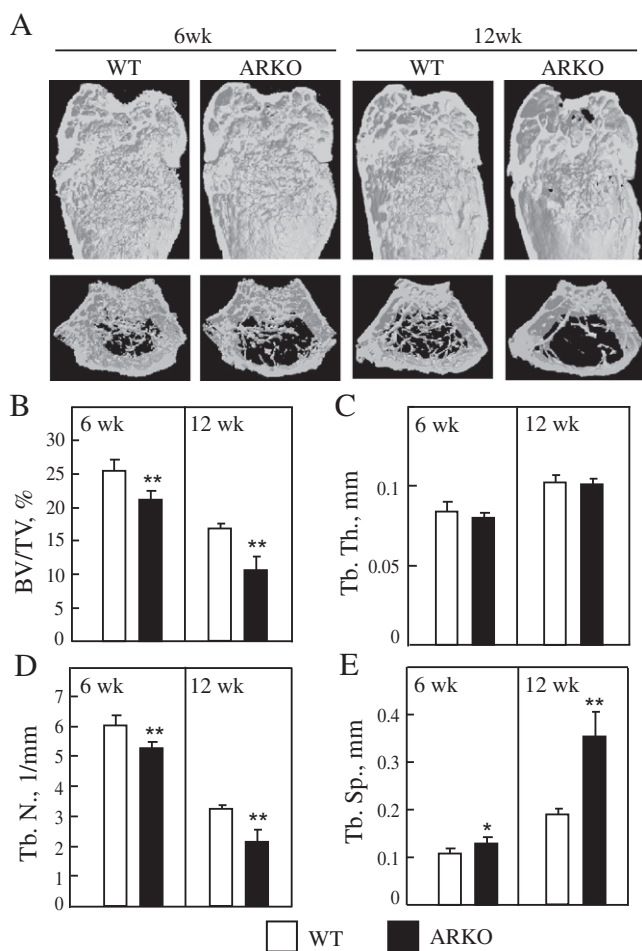 A
6wk 12wk
WT ARKO WT ARKO
B
6 wk 12 wk
BV/TV, %
30
25
20
15
10
5
0
** **
C
6 wk 12 wk
Tb. Th., mm
0.1
0.05
0
D
6 wk 12 wk
Tb. N., 1/mm
7
6
5
4
3
2
1
0
** **
E
6 wk 12 wk
Tb. Sp., mm
0.4
0.3
0.2
0.1
0
* **
WT ARKO